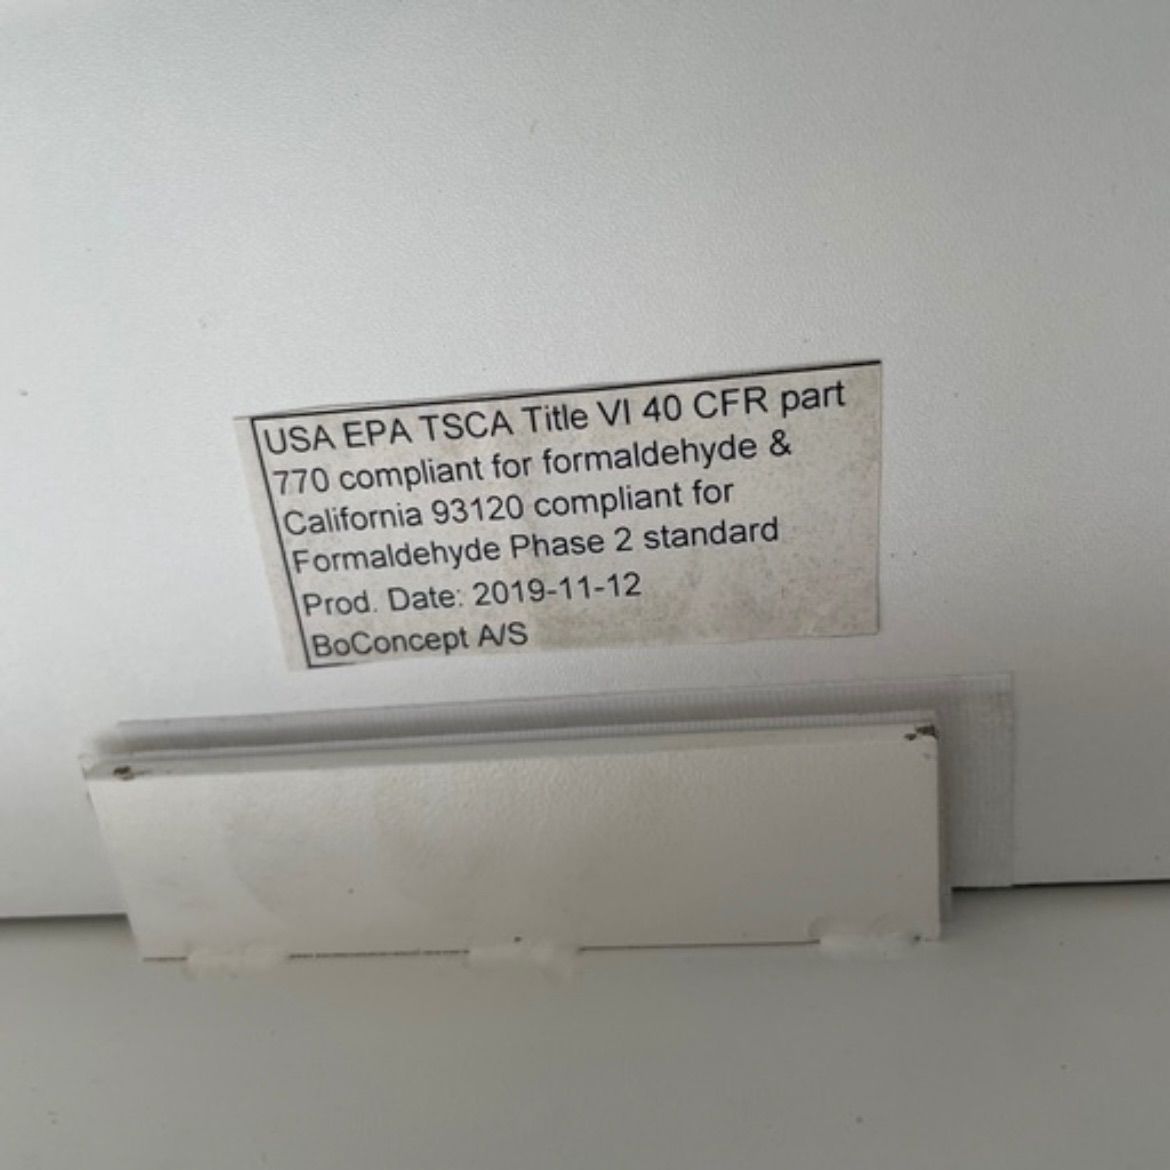 USA EPA TSCA Title VI 40 CFR part
770 compliant for formaldehyde &
California 93120 compliant for
Formaldehyde Phase 2 standard
Prod. Date: 2019-11-12
BoConcept A/S